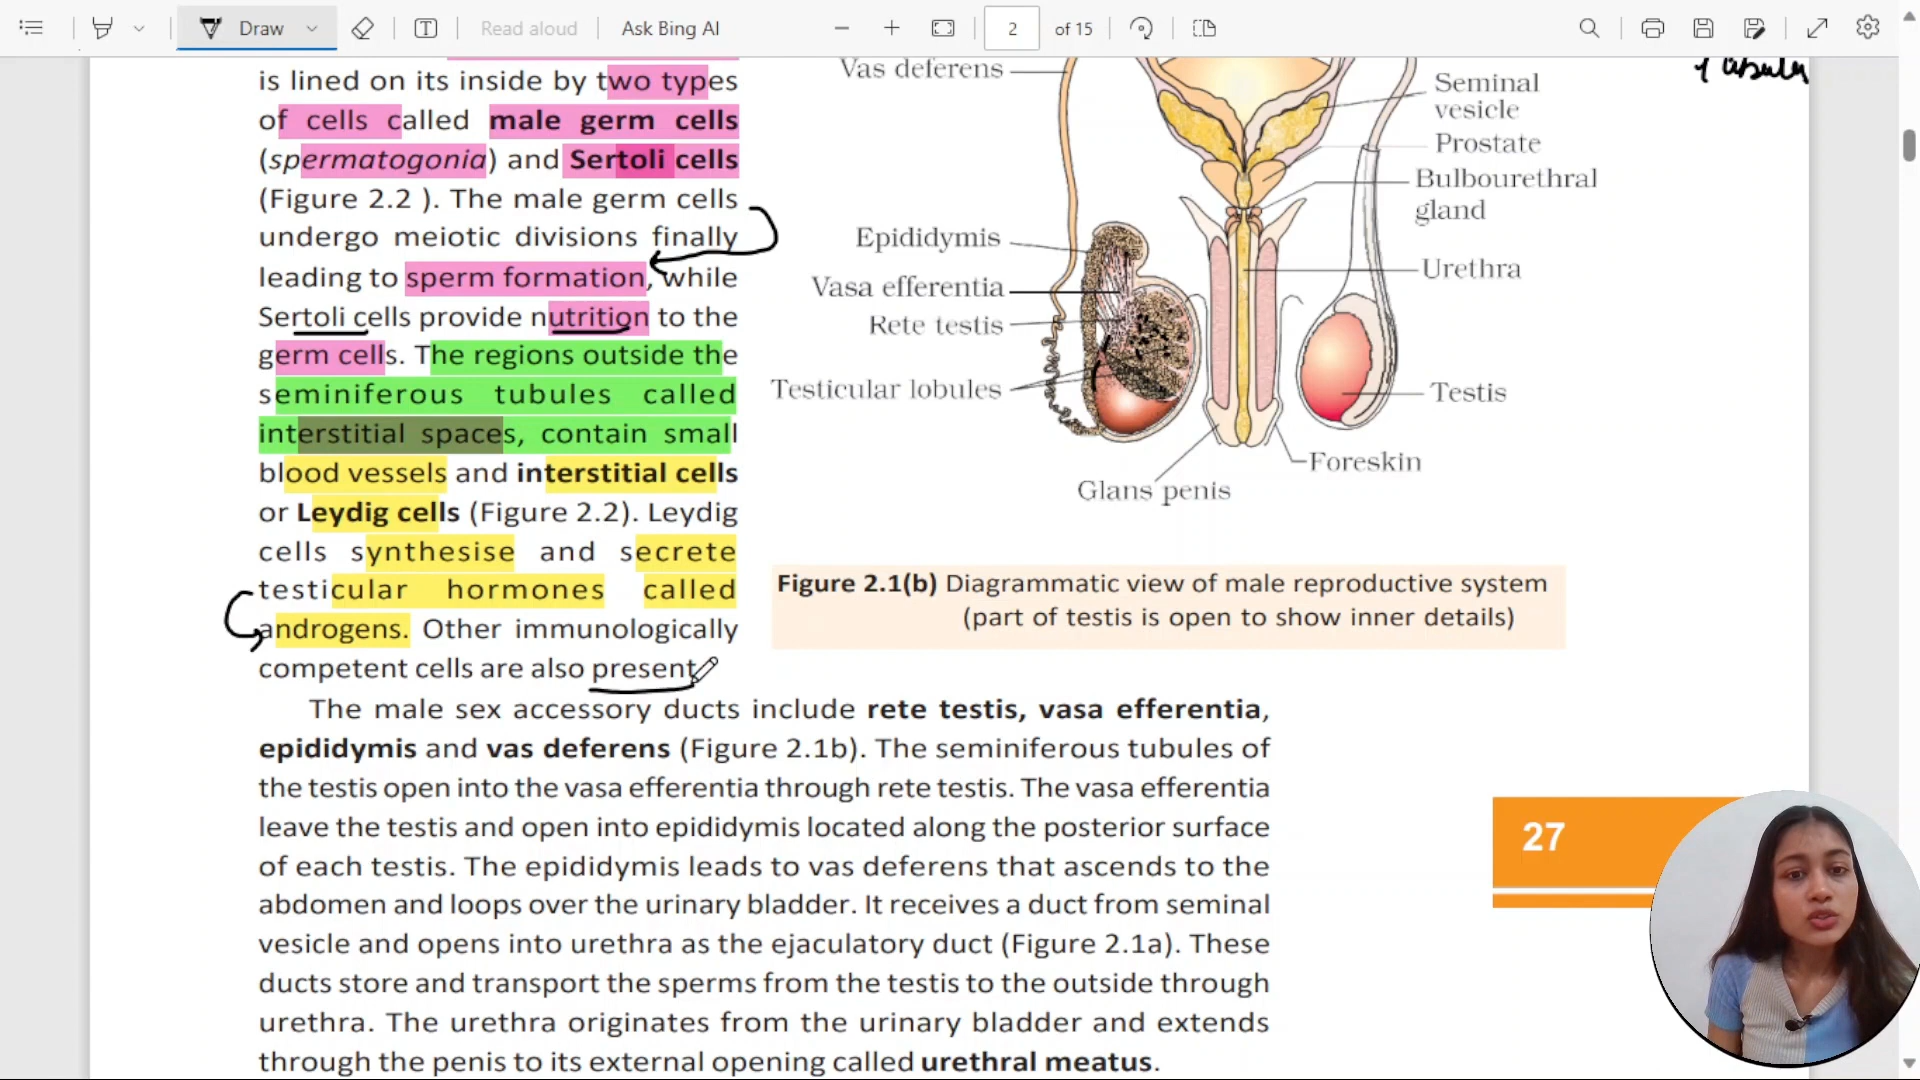 Draw
Read aloud
Ask Bing AI
2
of 15
is lined on its inside by two types
of cells called male germ cells
(spermatogonia) and Sertoli cells
(Figure 2.2 ). The male germ cells
undergo meiotic divisions finally
leading to sperm formation, while
Sertoli cells provide nutrition to the
germ cells. The regions outside the
seminiferous tubules called
interstitial spaces, contain small
blood vessels and interstitial cells
or Leydig cells (Figure 2.2). Leydig
cells synthesise and secrete
testicular hormones called
androgens. Other immunologically
competent cells are also present
Vas deferens
Epididymis
Vasa efferentia
Rete testis
Testicular lobules
Seminal
vesicle
Prostate
Bulbourethral
gland
Urethra
Testis
Foreskin
Glans penis
Figure 2.1(b) Diagrammatic view of male reproductive system
(part of testis is open to show inner details)
The male sex accessory ducts include rete testis, vasa efferentia,
epididymis and vas deferens (Figure 2.1b). The seminiferous tubules of
the testis open into the vasa efferentia through rete testis. The vasa efferentia
leave the testis and open into epididymis located along the posterior surface
of each testis. The epididymis leads to vas deferens that ascends to the
abdomen and loops over the urinary bladder. It receives a duct from seminal
vesicle and opens into urethra as the ejaculatory duct (Figure 2.1a). These
ducts store and transport the sperms from the testis to the outside through
urethra. The urethra originates from the urinary bladder and extends
through the penis to its external opening called urethral meatus.
27